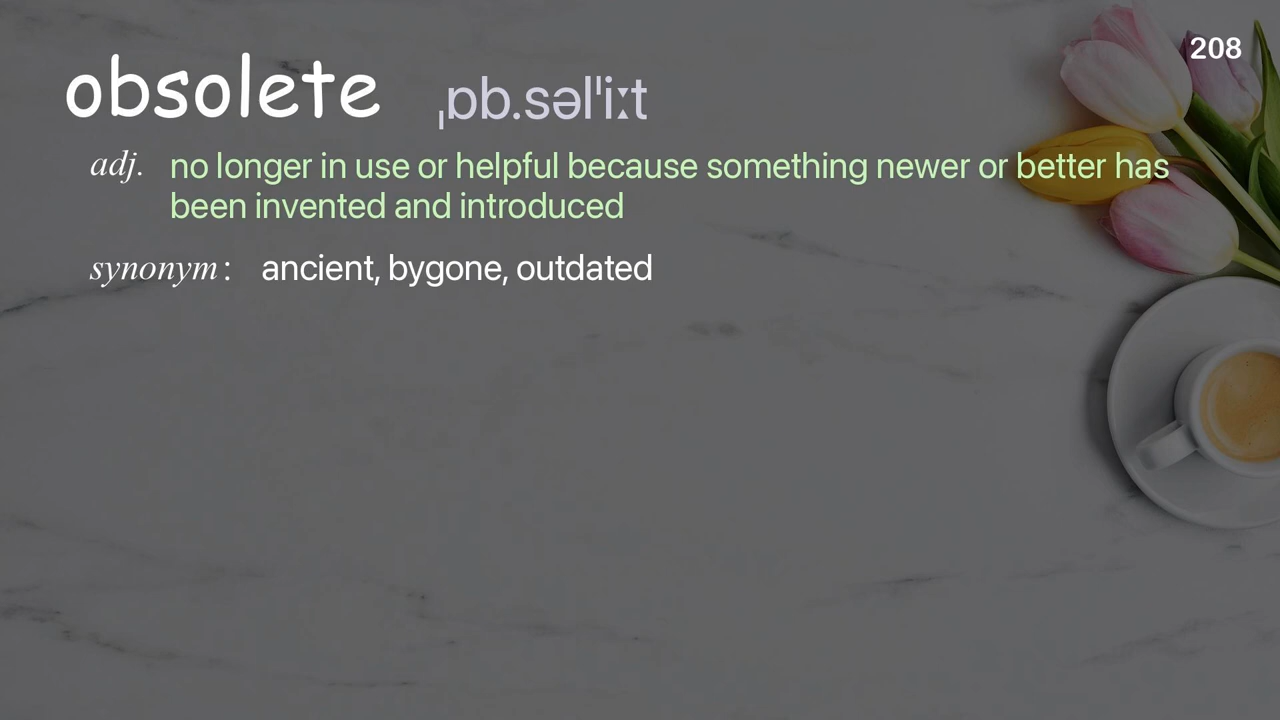 208
obsolete ˌɒb.səlˈiːt
adj. no longer in use or helpful because something newer or better has
been invented and introduced
synonym: ancient, bygone, outdated